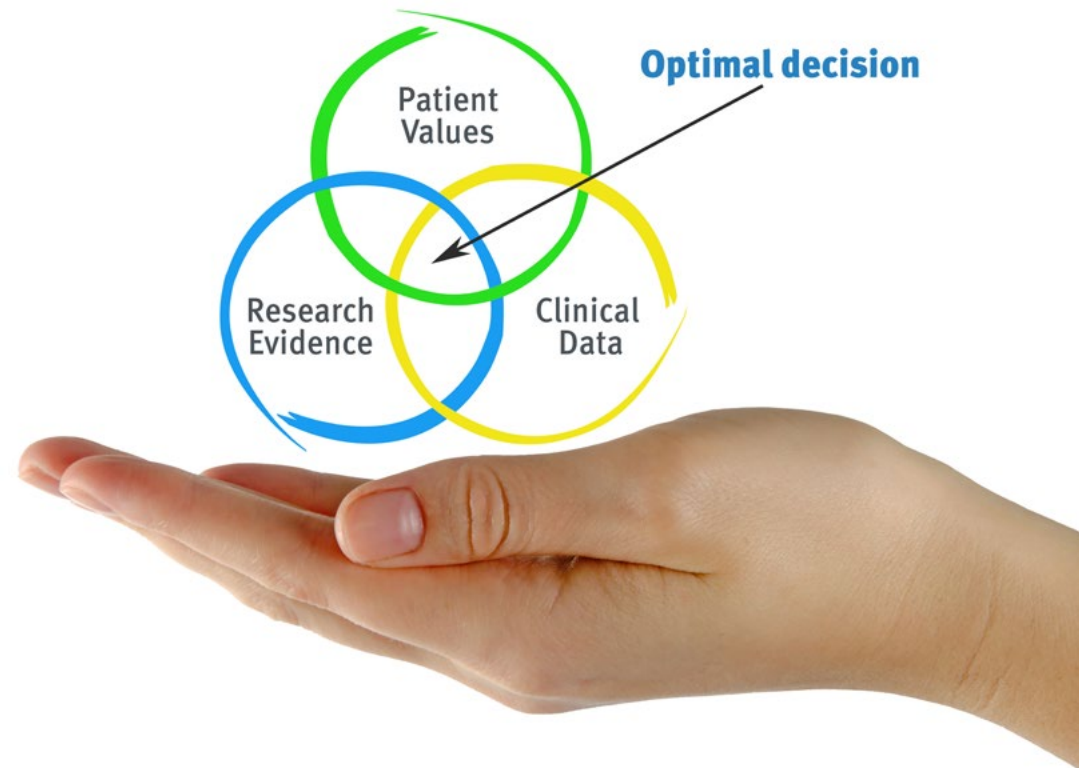 Optimal decision
Patient
Values
Research
Evidence
Clinical
Data